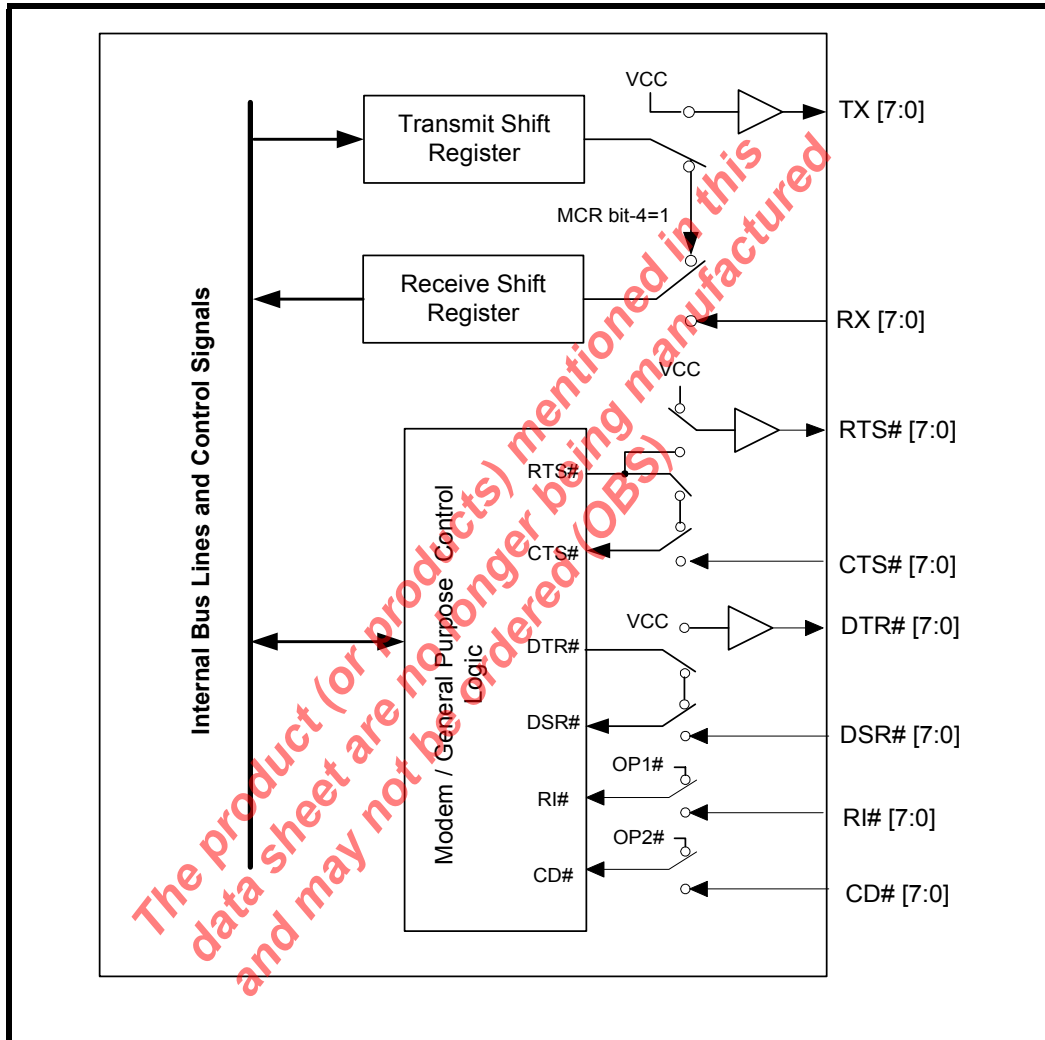 VCC
TX [7:0]
Transmit Shift
Register
MCR bit-4=1
Receive Shift
Register
RX [7:0]
VCC
RTS# [7:0]
RTS#
CTS#
CTS# [7:0]
VCC
DTR# [7:0]
DTR#
DSR#
DSR# [7:0]
OP1#
RI#
RI# [7:0]
OP2#
CD#
CD# [7:0]
Internal Bus Lines and Control Signals
Modem / General Purpose Control
Logic
The product (or products) mentioned in this
data sheet are no longer being manufactured
and may not be ordered (OBS)